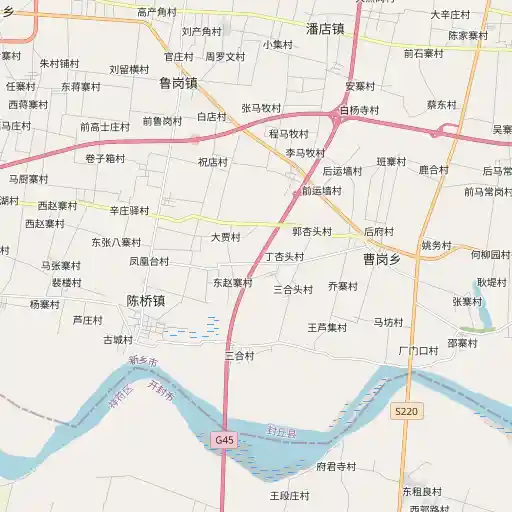 乡
高产角村
大辛庄村
刘产角村
潘店镇
陈家寨村
小集村
前石寨村
官庄村
周罗文村
朱村铺村
刘留横村
任寨村
鲁岗镇
安寨村
东蒋寨村
西蒋寨村
张马牧村
白杨寺村
蔡东村
白店村
前鲁岗村
马庄村
前高士庄村
程马牧村
吴寨
李马牧村
卷子箱村
祝店村
班寨村
后运墙村
鹿合村
后马常
马厨寨村
前运墙村
前马常岗村
湖村
西赵寨村
辛庄驿村
西赵寨村
大贾村
郭杏头村
后府村
东张八寨村
姚务村
何柳园村
凤凰台村
丁杏头村
曹岗乡
马张寨村
裴楼村
东赵寨村
三合头村
乔寨村
耿堤村
杨寨村
陈桥镇
张寨村
芦庄村
王芦集村
马坊村
古城村
邵寨村
三合村
厂门口村
新乡市
开封市
祥符区
S220
封丘县
G45
府君寺村
王段庄村
东租良村
西郭路村